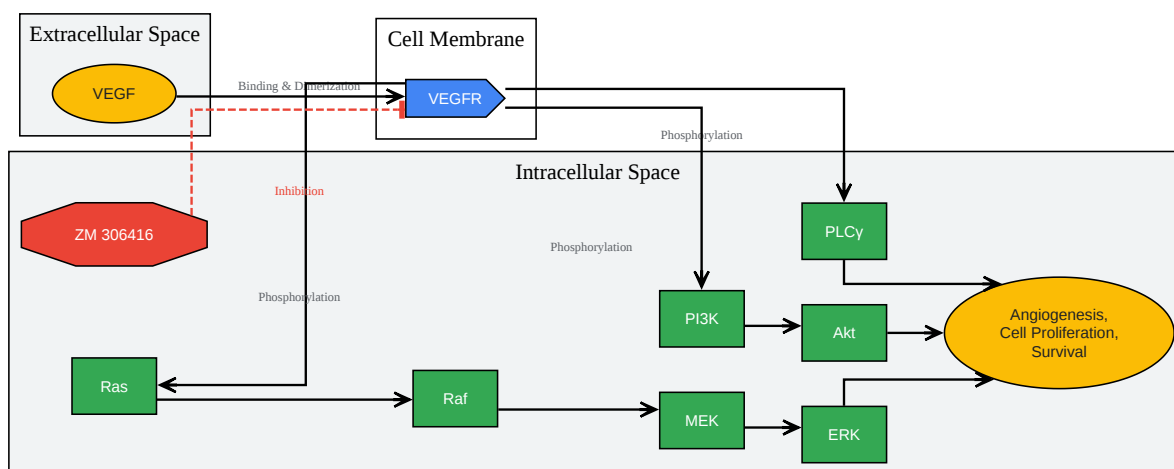 Extracellular Space
Cell Membrane
VEGF
Binding & Dimerization
VEGFR
Phosphorylation
Intracellular Space
Inhibition
ZM 306416
PLCγ
Phosphorylation
Phosphorylation
PI3K
Akt
Angiogenesis,
Cell Proliferation,
Survival
Ras
Raf
MEK
ERK